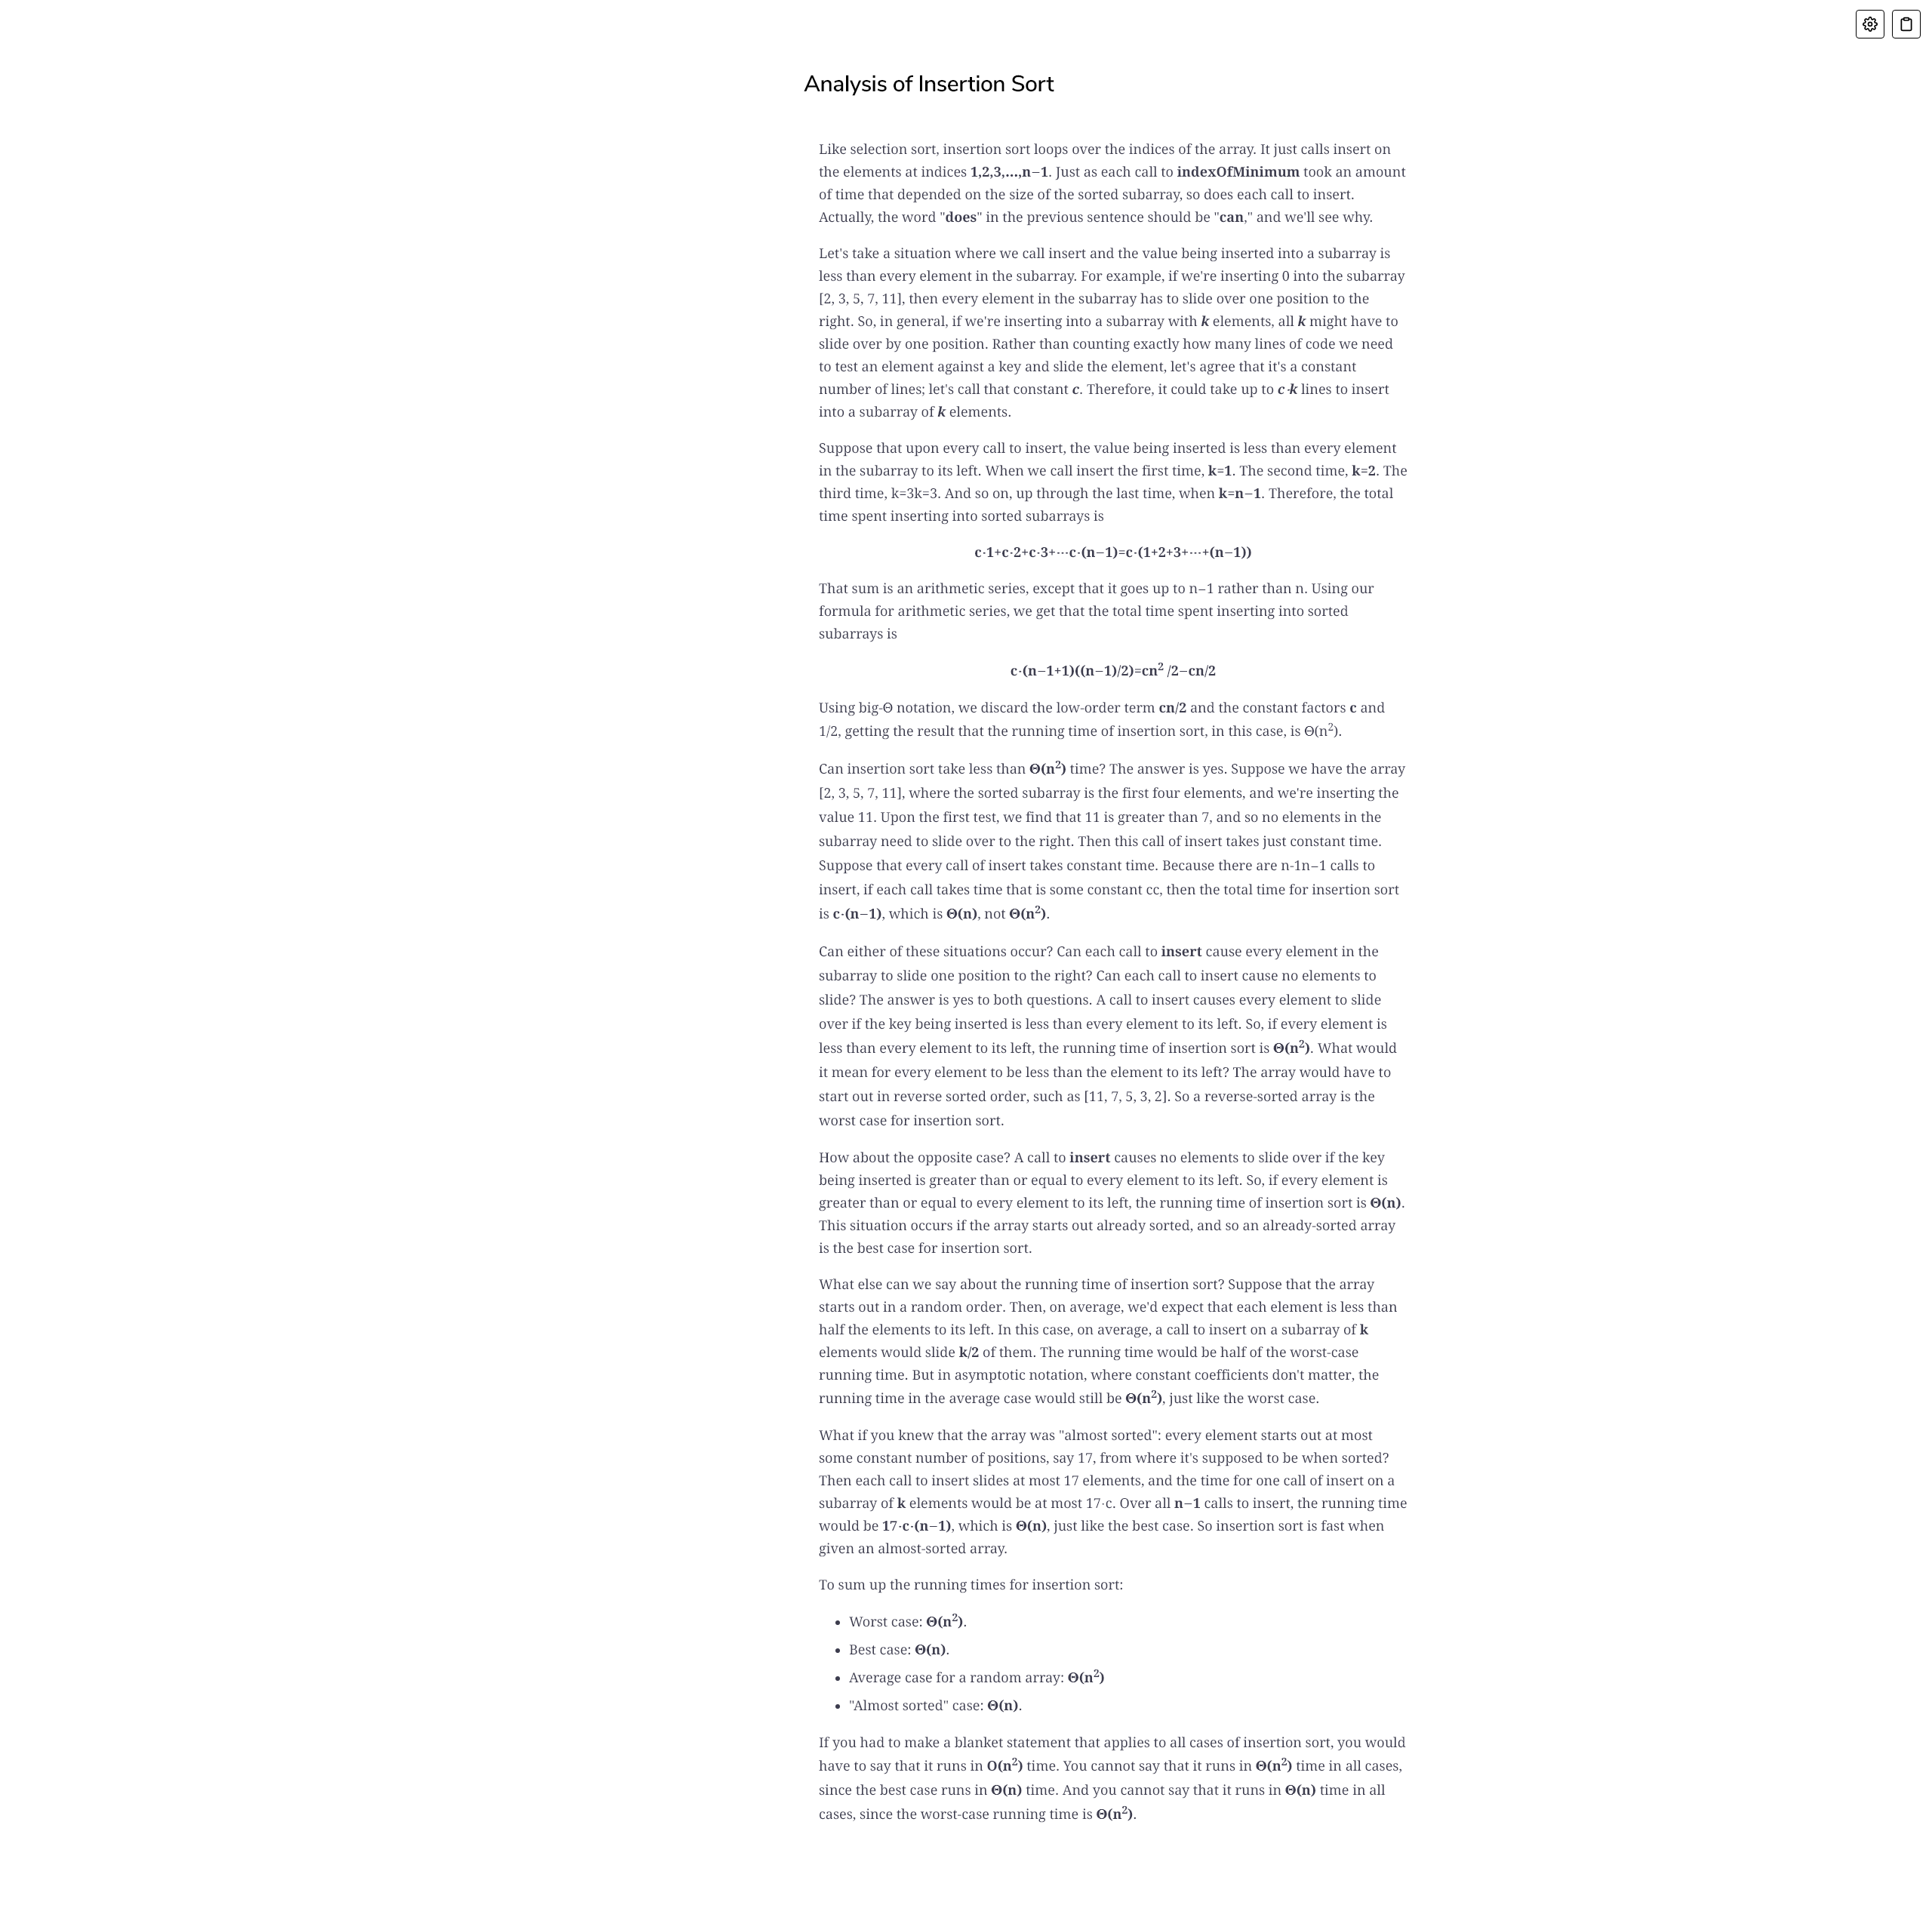 Analysis of Insertion Sort
Like selection sort, insertion sort loops over the indices of the array. It just calls insert on
the elements at indices 1,2,3,…,n−1. Just as each call to indexOfMinimum took an amount
of time that depended on the size of the sorted subarray, so does each call to insert.
Actually, the word "does" in the previous sentence should be "can," and we'll see why.
Let's take a situation where we call insert and the value being inserted into a subarray is
less than every element in the subarray. For example, if we're inserting 0 into the subarray
[2, 3, 5, 7, 11], then every element in the subarray has to slide over one position to the
right. So, in general, if we're inserting into a subarray with k elements, all k might have to
slide over by one position. Rather than counting exactly how many lines of code we need
to test an element against a key and slide the element, let's agree that it's a constant
number of lines; let's call that constant c. Therefore, it could take up to c⋅k lines to insert
into a subarray of k elements.
Suppose that upon every call to insert, the value being inserted is less than every element
in the subarray to its left. When we call insert the first time, k=1. The second time, k=2. The
third time, k=3k=3. And so on, up through the last time, when k=n−1. Therefore, the total
time spent inserting into sorted subarrays is
c⋅1+c⋅2+c⋅3+⋯c⋅(n−1)=c⋅(1+2+3+⋯+(n−1))
That sum is an arithmetic series, except that it goes up to n−1 rather than n. Using our
formula for arithmetic series, we get that the total time spent inserting into sorted
subarrays is
c⋅(n−1+1)((n−1)/2)=cn² /2−cn/2
Using big-Θ notation, we discard the low-order term cn/2 and the constant factors c and
1/2, getting the result that the running time of insertion sort, in this case, is Θ(n²).
Can insertion sort take less than Θ(n²) time? The answer is yes. Suppose we have the array
[2, 3, 5, 7, 11], where the sorted subarray is the first four elements, and we're inserting the
value 11. Upon the first test, we find that 11 is greater than 7, and so no elements in the
subarray need to slide over to the right. Then this call of insert takes just constant time.
Suppose that every call of insert takes constant time. Because there are n-1n−1 calls to
insert, if each call takes time that is some constant cc, then the total time for insertion sort
is c⋅(n−1), which is Θ(n), not Θ(n²).
Can either of these situations occur? Can each call to insert cause every element in the
subarray to slide one position to the right? Can each call to insert cause no elements to
slide? The answer is yes to both questions. A call to insert causes every element to slide
over if the key being inserted is less than every element to its left. So, if every element is
less than every element to its left, the running time of insertion sort is Θ(n²). What would
it mean for every element to be less than the element to its left? The array would have to
start out in reverse sorted order, such as [11, 7, 5, 3, 2]. So a reverse-sorted array is the
worst case for insertion sort.
How about the opposite case? A call to insert causes no elements to slide over if the key
being inserted is greater than or equal to every element to its left. So, if every element is
greater than or equal to every element to its left, the running time of insertion sort is Θ(n).
This situation occurs if the array starts out already sorted, and so an already-sorted array
is the best case for insertion sort.
What else can we say about the running time of insertion sort? Suppose that the array
starts out in a random order. Then, on average, we'd expect that each element is less than
half the elements to its left. In this case, on average, a call to insert on a subarray of k
elements would slide k/2 of them. The running time would be half of the worst-case
running time. But in asymptotic notation, where constant coefficients don't matter, the
running time in the average case would still be Θ(n²), just like the worst case.
What if you knew that the array was "almost sorted": every element starts out at most
some constant number of positions, say 17, from where it's supposed to be when sorted?
Then each call to insert slides at most 17 elements, and the time for one call of insert on a
subarray of k elements would be at most 17⋅c. Over all n−1 calls to insert, the running time
would be 17⋅c⋅(n−1), which is Θ(n), just like the best case. So insertion sort is fast when
given an almost-sorted array.
To sum up the running times for insertion sort:
• Worst case: Θ(n²).
• Best case: Θ(n).
• Average case for a random array: Θ(n²)
• "Almost sorted" case: Θ(n).
If you had to make a blanket statement that applies to all cases of insertion sort, you would
have to say that it runs in O(n²) time. You cannot say that it runs in Θ(n²) time in all cases,
since the best case runs in Θ(n) time. And you cannot say that it runs in Θ(n) time in all
cases, since the worst-case running time is Θ(n²).